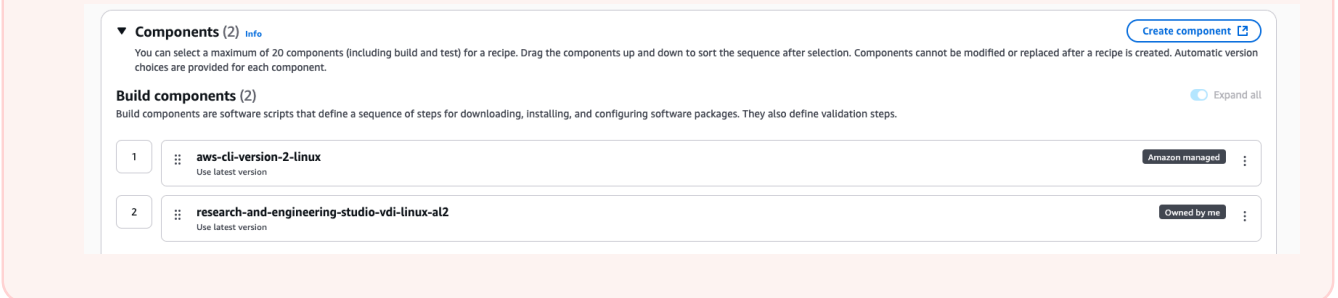 Components (2) Info
Create component
You can select a maximum of 20 components (including build and test) for a recipe. Drag the components up and down to sort the sequence after selection. Components cannot be modified or replaced after a recipe is created. Automatic version
choices are provided for each component.
Build components (2)
Expand all
Build components are software scripts that define a sequence of steps for downloading, installing, and configuring software packages. They also define validation steps.
1
aws-cli-version-2-linux
Amazon managed
Use latest version
2
research-and-engineering-studio-vdi-linux-al2
Owned by me
Use latest version